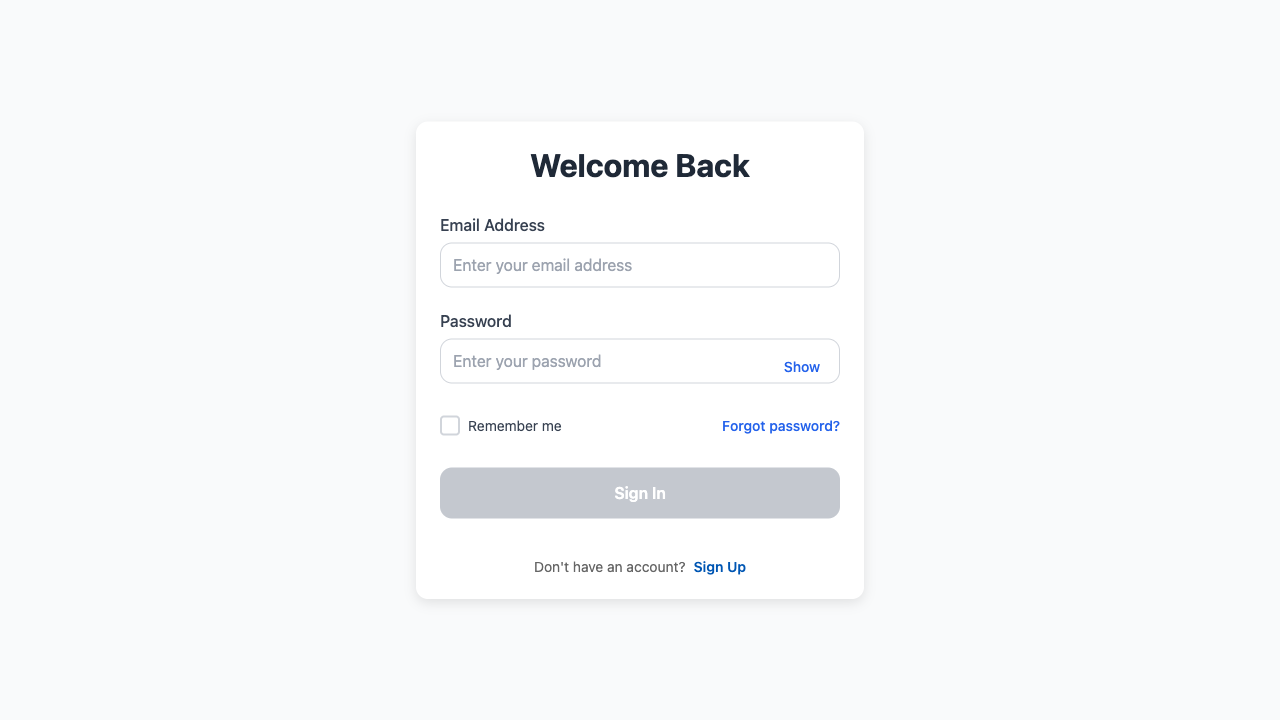 Welcome Back
Email Address
Enter your email address
Password
Enter your password Show
Remember me Forgot password?
Sign In
Don't have an account? Sign Up